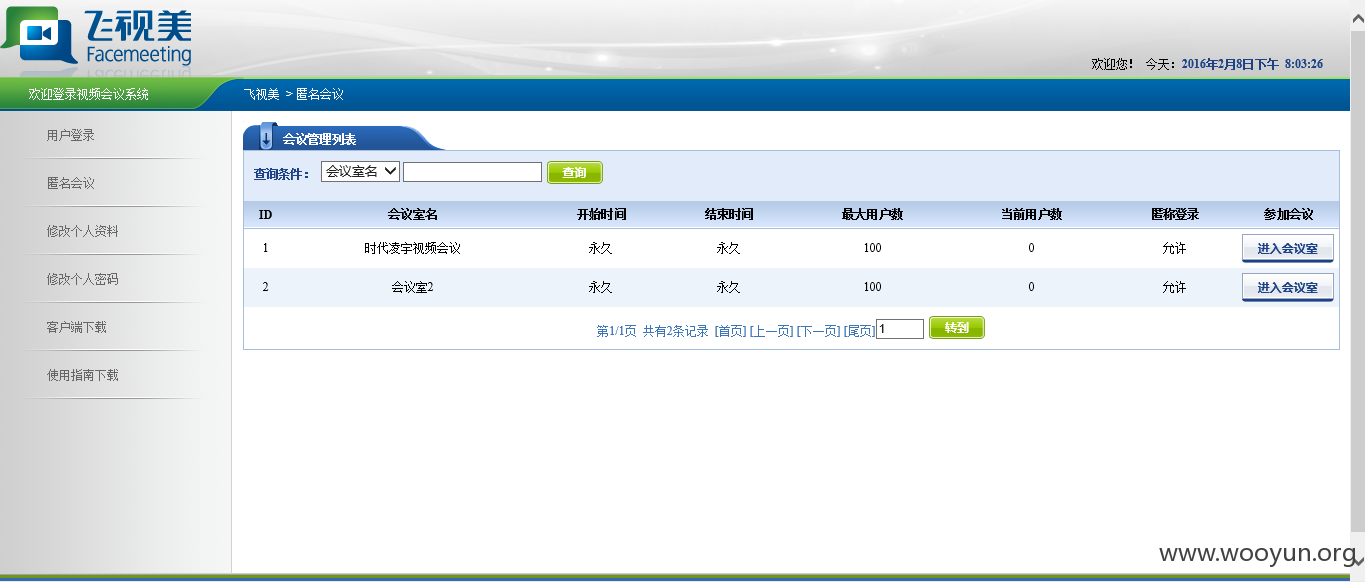 飞视美
Facemeeting
欢迎您！ 今天：2016年2月8日下午 8:03:26
欢迎登录视频会议系统
飞视美 > 匿名会议
用户登录
匿名会议
修改个人资料
修改个人密码
客户端下载
使用指南下载
会议管理列表
查询条件： 会议室名 查询
ID 会议室名 开始时间 结束时间 最大用户数 当前用户数 匿称登录 参加会议
1 时代凌宇视频会议 永久 永久 100 0 允许 进入会议室
2 会议室2 永久 永久 100 0 允许 进入会议室
第1/1页 共有2条记录 [首页] [上一页] [下一页] [尾页] 1 转到
www.wooyun.org